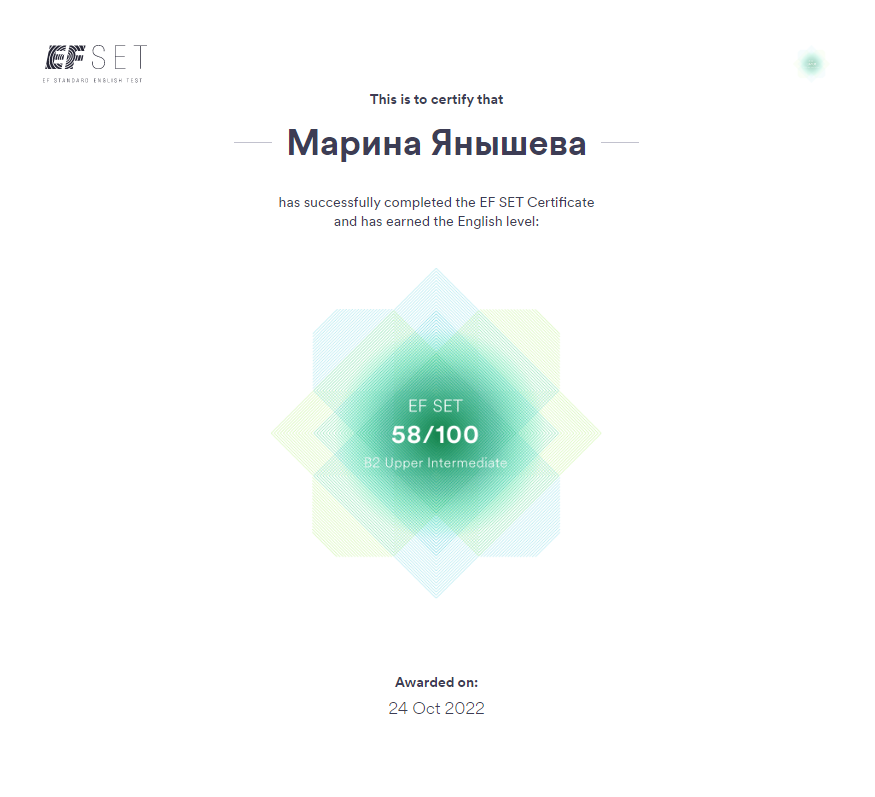 EF SET
EF STANDARD ENGLISH TEST
This is to certify that
Марина Янышева
has successfully completed the EF SET Certificate
and has earned the English level:
EF SET
58/100
B2 Upper Intermediate
Awarded on:
24 Oct 2022